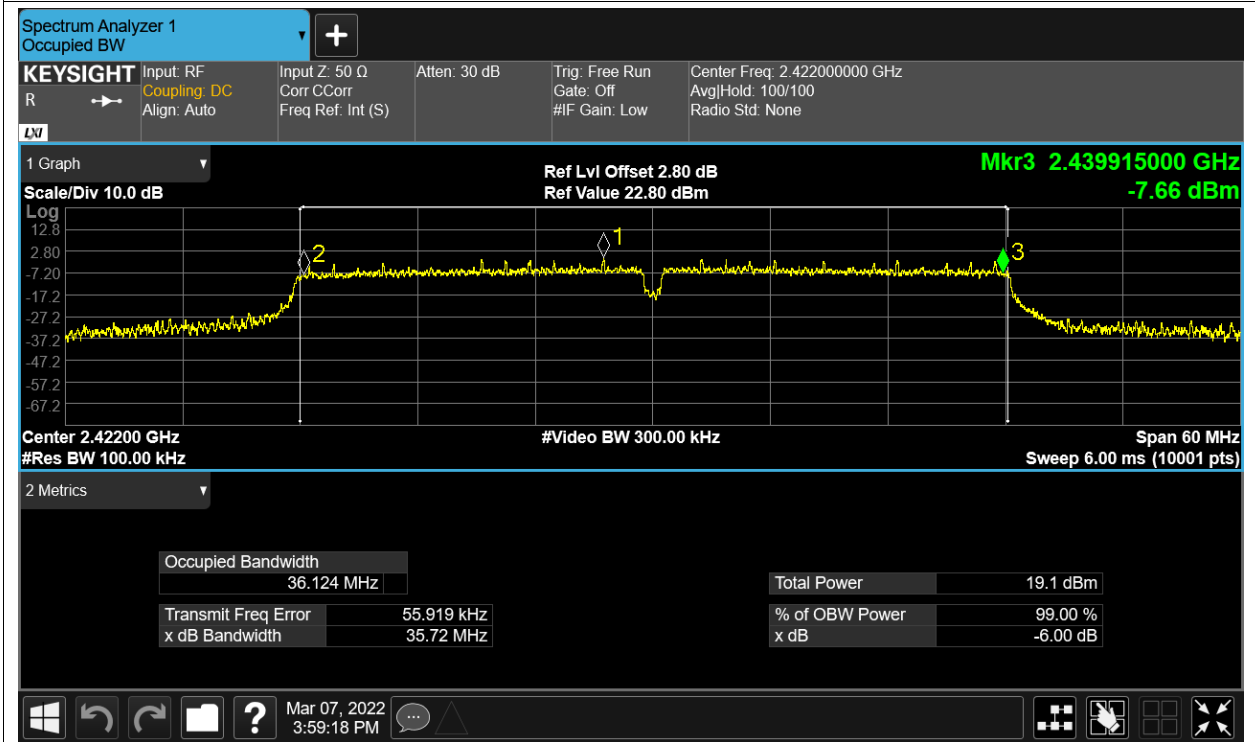 Spectrum Analyzer 1
Occupied BW
KEYSIGHT
R
LXI
Input: RF
Coupling: DC
Align: Auto
Input Z: 50 Ω
Corr CCorr
Freq Ref: Int (S)
Atten: 30 dB
Trig: Free Run
Gate: Off
#IF Gain: Low
Center Freq: 2.422000000 GHz
Avg|Hold: 100/100
Radio Std: None
1 Graph
Scale/Div 10.0 dB
Ref Lvl Offset 2.80 dB
Ref Value 22.80 dBm
Mkr3 2.439915000 GHz
-7.66 dBm
Log
12.8
2.80
-7.20
-17.2
-27.2
-37.2
-47.2
-57.2
-67.2
2
1
3
Center 2.42200 GHz
#Res BW 100.00 kHz
#Video BW 300.00 kHz
Span 60 MHz
Sweep 6.00 ms (10001 pts)
2 Metrics
Occupied Bandwidth
36.124 MHz
Transmit Freq Error 55.919 kHz
x dB Bandwidth 35.72 MHz
Total Power 19.1 dBm
% of OBW Power 99.00 %
x dB -6.00 dB
?
Mar 07, 2022
3:59:18 PM